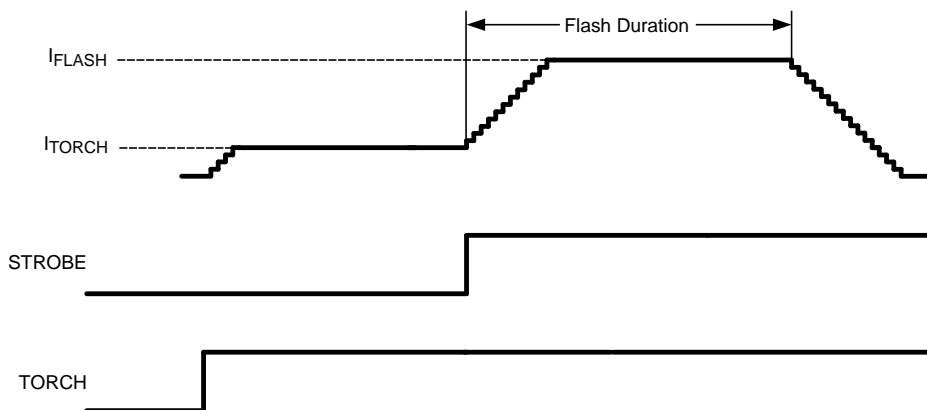 Flash Duration
IFLASH
ITORCH
STROBE
TORCH